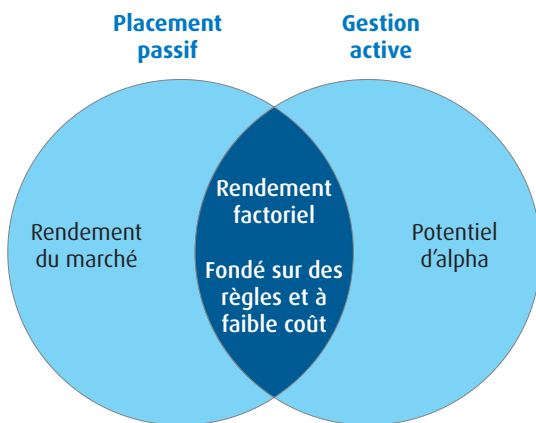 Placement
passif
Gestion
active
Rendement
du marché
Rendement
factoriel
Fondé sur des
règles et à
faible coût
Potentiel
d’alpha